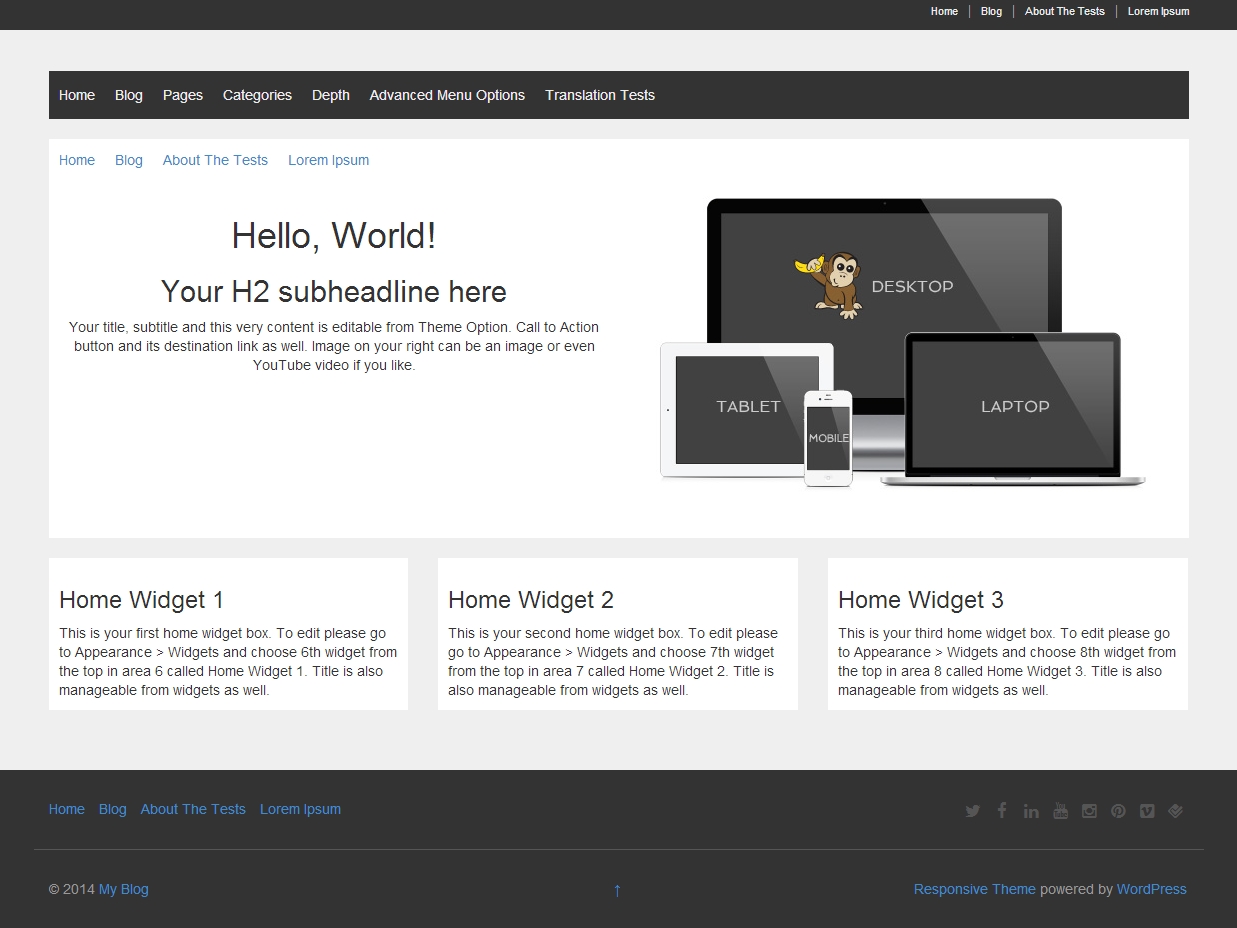 Home | Blog | About The Tests | Lorem Ipsum
Home Blog Pages Categories Depth Advanced Menu Options Translation Tests
Home Blog About The Tests Lorem Ipsum
Hello, World!
Your H2 subheadline here
Your title, subtitle and this very content is editable from Theme Option. Call to Action
button and its destination link as well. Image on your right can be an image or even
YouTube video if you like.
DESKTOP
TABLET
MOBILE
LAPTOP
Home Widget 1
This is your first home widget box. To edit please go
to Appearance > Widgets and choose 6th widget from
the top in area 6 called Home Widget 1. Title is also
manageable from widgets as well.
Home Widget 2
This is your second home widget box. To edit please
go to Appearance > Widgets and choose 7th widget
from the top in area 7 called Home Widget 2. Title is
also manageable from widgets as well.
Home Widget 3
This is your third home widget box. To edit please go
to Appearance > Widgets and choose 8th widget from
the top in area 8 called Home Widget 3. Title is also
manageable from widgets as well.
Home Blog About The Tests Lorem Ipsum
© 2014 My Blog
↑
Responsive Theme powered by WordPress